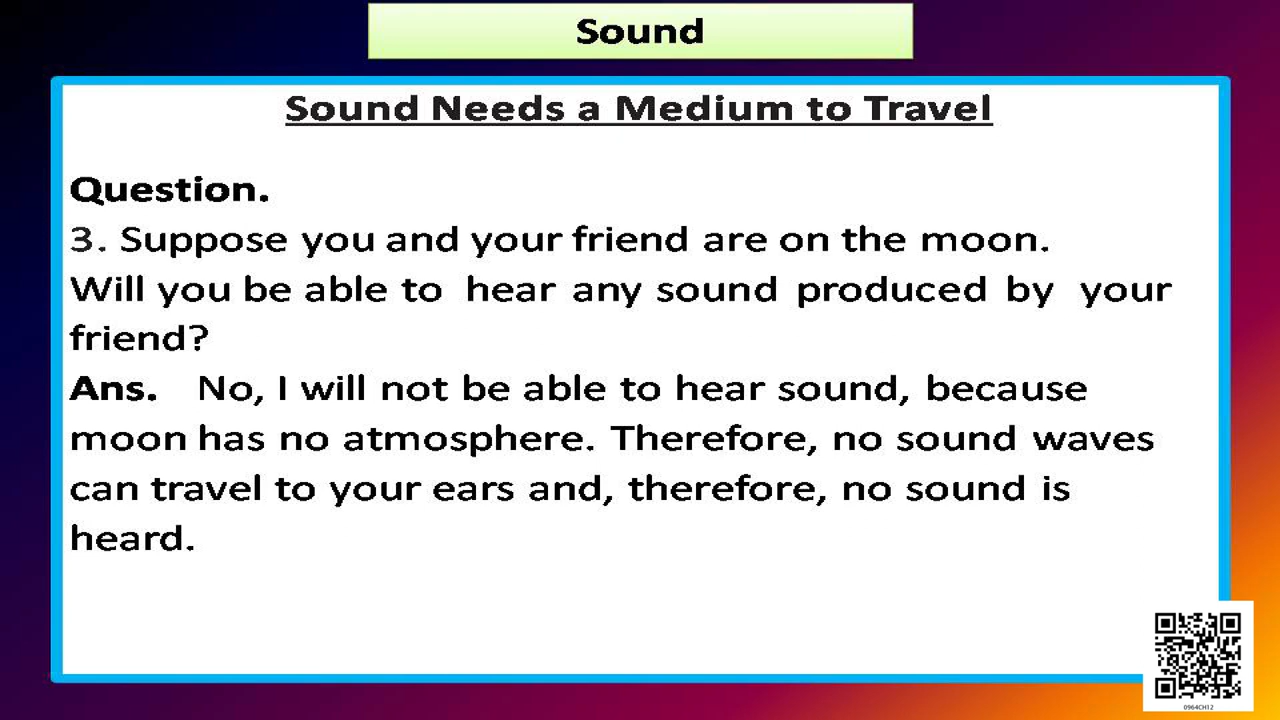 Sound
Sound Needs a Medium to Travel
Question.
3. Suppose you and your friend are on the moon.
Will you be able to hear any sound produced by your
friend?
Ans. No, I will not be able to hear sound, because
moon has no atmosphere. Therefore, no sound waves
can travel to your ears and, therefore, no sound is
heard.
0964CH12